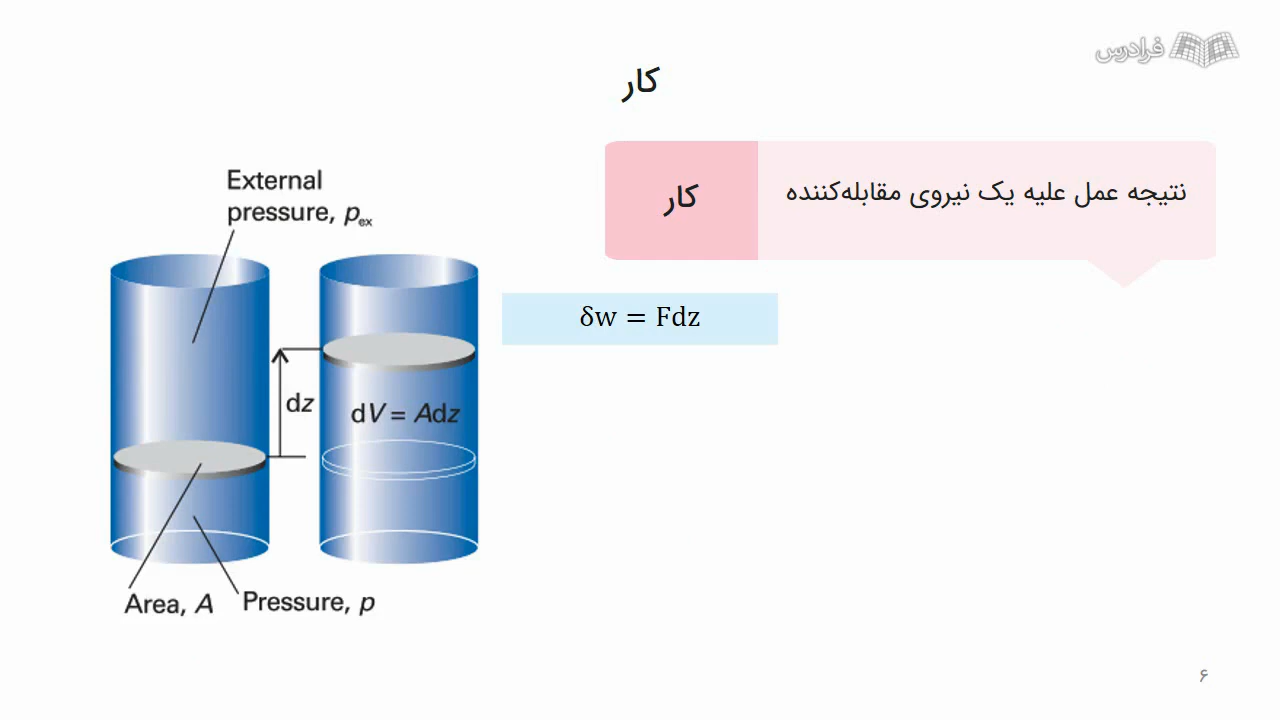 فرادرس
کار
کار
نتیجه عمل علیه یک نیروی مقابله‌کننده
δw = Fdz
External
pressure, pex
dz
dV = Adz
Area, A
Pressure, p
۶